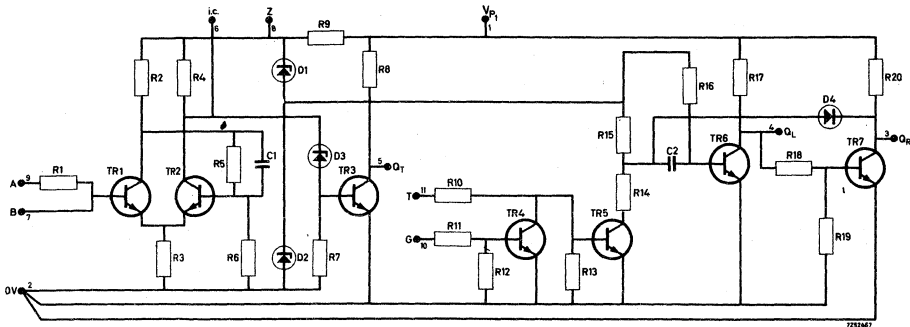 i.c.
6
Z
8
VP1
1
R9
R2
R4
D1
R8
R16
R17
R20
D4
R15
C2
TR6
4 QL
3 QR
R5
C1
D3
5 QT
TR3
R18
TR7
A 9
R1
TR1
TR2
B 7
T 11
R10
R14
G 10
R11
TR4
TR5
R3
R6
D2
R7
R12
R13
R19
0V 2
7Z52667